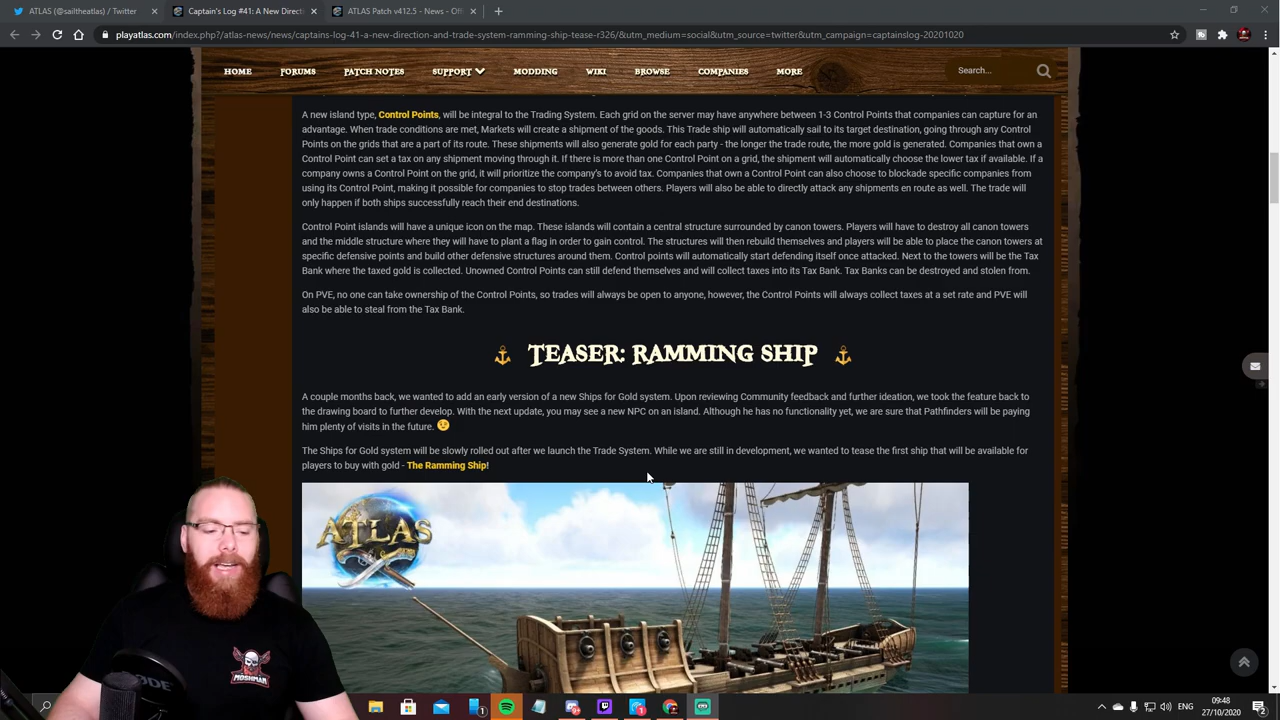 ATLAS (@sailtheatlas) / Twitter
Captain's Log #41: A New Directi
ATLAS Patch v412.5 - News - Offi
playatlas.com/index.php?/atlas-news/news/captains-log-41-a-new-direction-and-trade-system-ramming-ship-tease-r326/&utm_medium=social&utm_source=twitter&utm_campaign=captainslog-20201020
HOME FORUMS PATCH NOTES SUPPORT MODDING WIKI BROWSE COMPANIES MORE Search...
A new island type, Control Points, will be integral to the Trading System. Each grid on the server may have anywhere between 1-3 Control Points that companies can capture for an
advantage. When trade conditions are met, Markets will create a shipment of the goods. This Trade ship will automatically sail to its target destination, going through any Control
Points on the grids that are a part of its route. These shipments will also generate gold for each party - the longer the trade route, the more gold is generated. Companies that own a
Control Point can set a tax on any shipment moving through it. If there is more than one Control Point on a grid, the shipment will automatically choose the lower tax if available. If a
company owns a Control Point on the grid, it will prioritize the company's to avoid tax. Companies that own a Control Point can also choose to blockade specific companies from
using its Control Point, making it possible for companies to stop trades between others. Players will also be able to directly attack any shipments en route as well. The trade will
only happen if both ships successfully reach their end destinations.
Control Point islands will have a unique icon on the map. These islands will contain a central structure surrounded by canon towers. Players will have to destroy all canon towers
and the middle structure where they will have to plant a flag in order to gain control. The structures will then rebuild themselves and players will be able to place the canon towers at
specific defensive points and build other defensive structures around them. Control points will automatically start defending itself once attacked. Next to the towers will be the Tax
Bank where the taxed gold is collected. Unowned Control Points can still defend themselves and will collect taxes into its Tax Bank. Tax Banks can be destroyed and stolen from.
On PVE, no one can take ownership of the Control Points, so trades will always be open to anyone, however, the Control Points will always collect taxes at a set rate and PVE will
also be able to steal from the Tax Bank.
TEASER: RAMMING SHIP
A couple months back, we wanted to add an early version of a new Ships for Gold system. Upon reviewing Community feedback and further ideation, we took the feature back to
the drawing board to further develop. With the next update, you may see a new NPC on an island. Although he has no functionality yet, we are sure that Pathfinders will be paying
him plenty of visits in the future.
The Ships for Gold system will be slowly rolled out after we launch the Trade System. While we are still in development, we wanted to tease the first ship that will be available for
players to buy with gold - The Ramming Ship!
ATLAS
MOSHMAN
ENG
09:48
27/10/2020